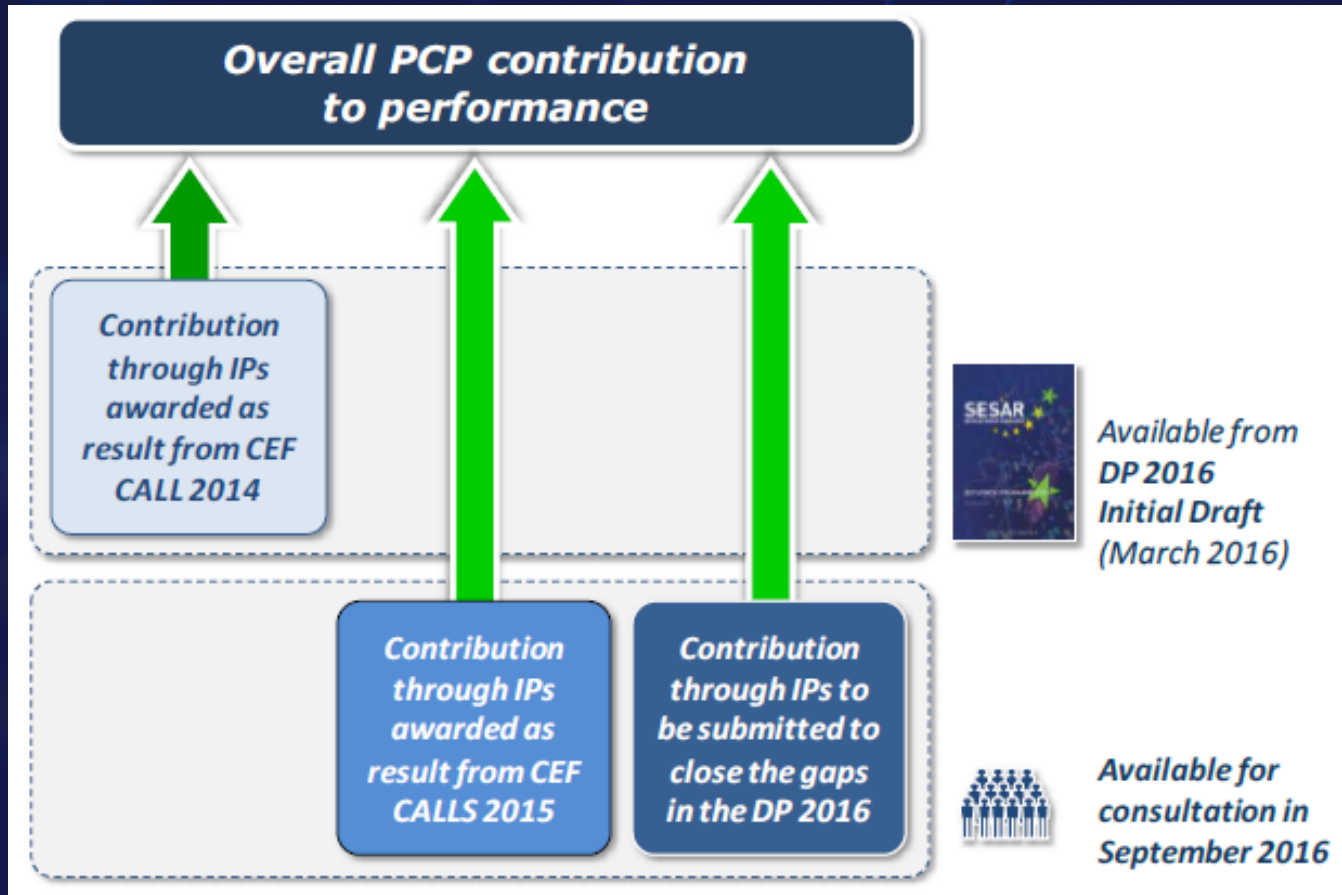 Overall PCP contribution
to performance
Contribution
through IPs
awarded as
result from CEF
CALL 2014
SESAR
Available from
DP 2016
Initial Draft
(March 2016)
Contribution
through IPs
awarded as
result from CEF
CALLS 2015
Contribution
through IPs to
be submitted to
close the gaps
in the DP 2016
Available for
consultation in
September 2016